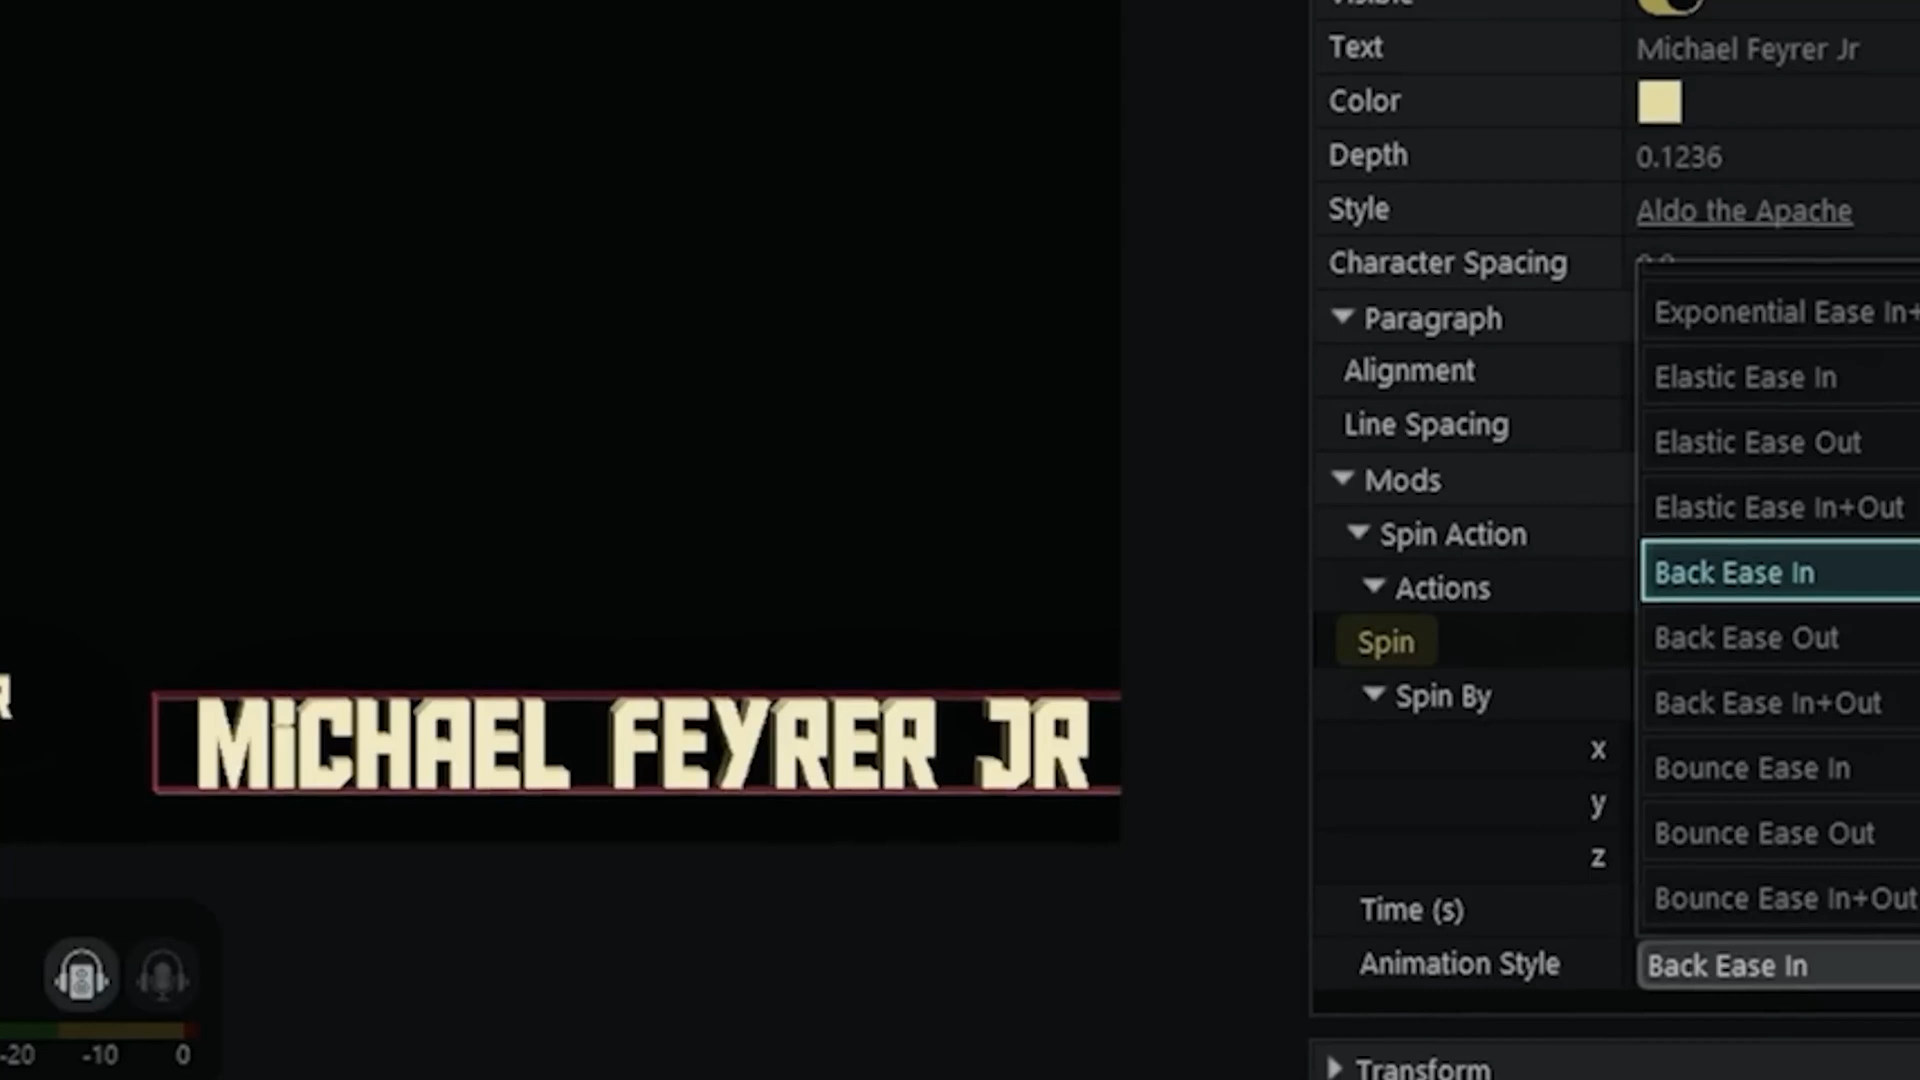 R
MiCHAEL FEYRER JR
-20 -10 0
Text Michael Feyrer Jr
Color
Depth 0.1236
Style Aldo the Apache
Character Spacing
Paragraph
Alignment
Line Spacing
Mods
Spin Action
Actions
Spin
Spin By
x
y
z
Time (s)
Animation Style Back Ease In
Exponential Ease In+
Elastic Ease In
Elastic Ease Out
Elastic Ease In+Out
Back Ease In
Back Ease Out
Back Ease In+Out
Bounce Ease In
Bounce Ease Out
Bounce Ease In+Out
Transform